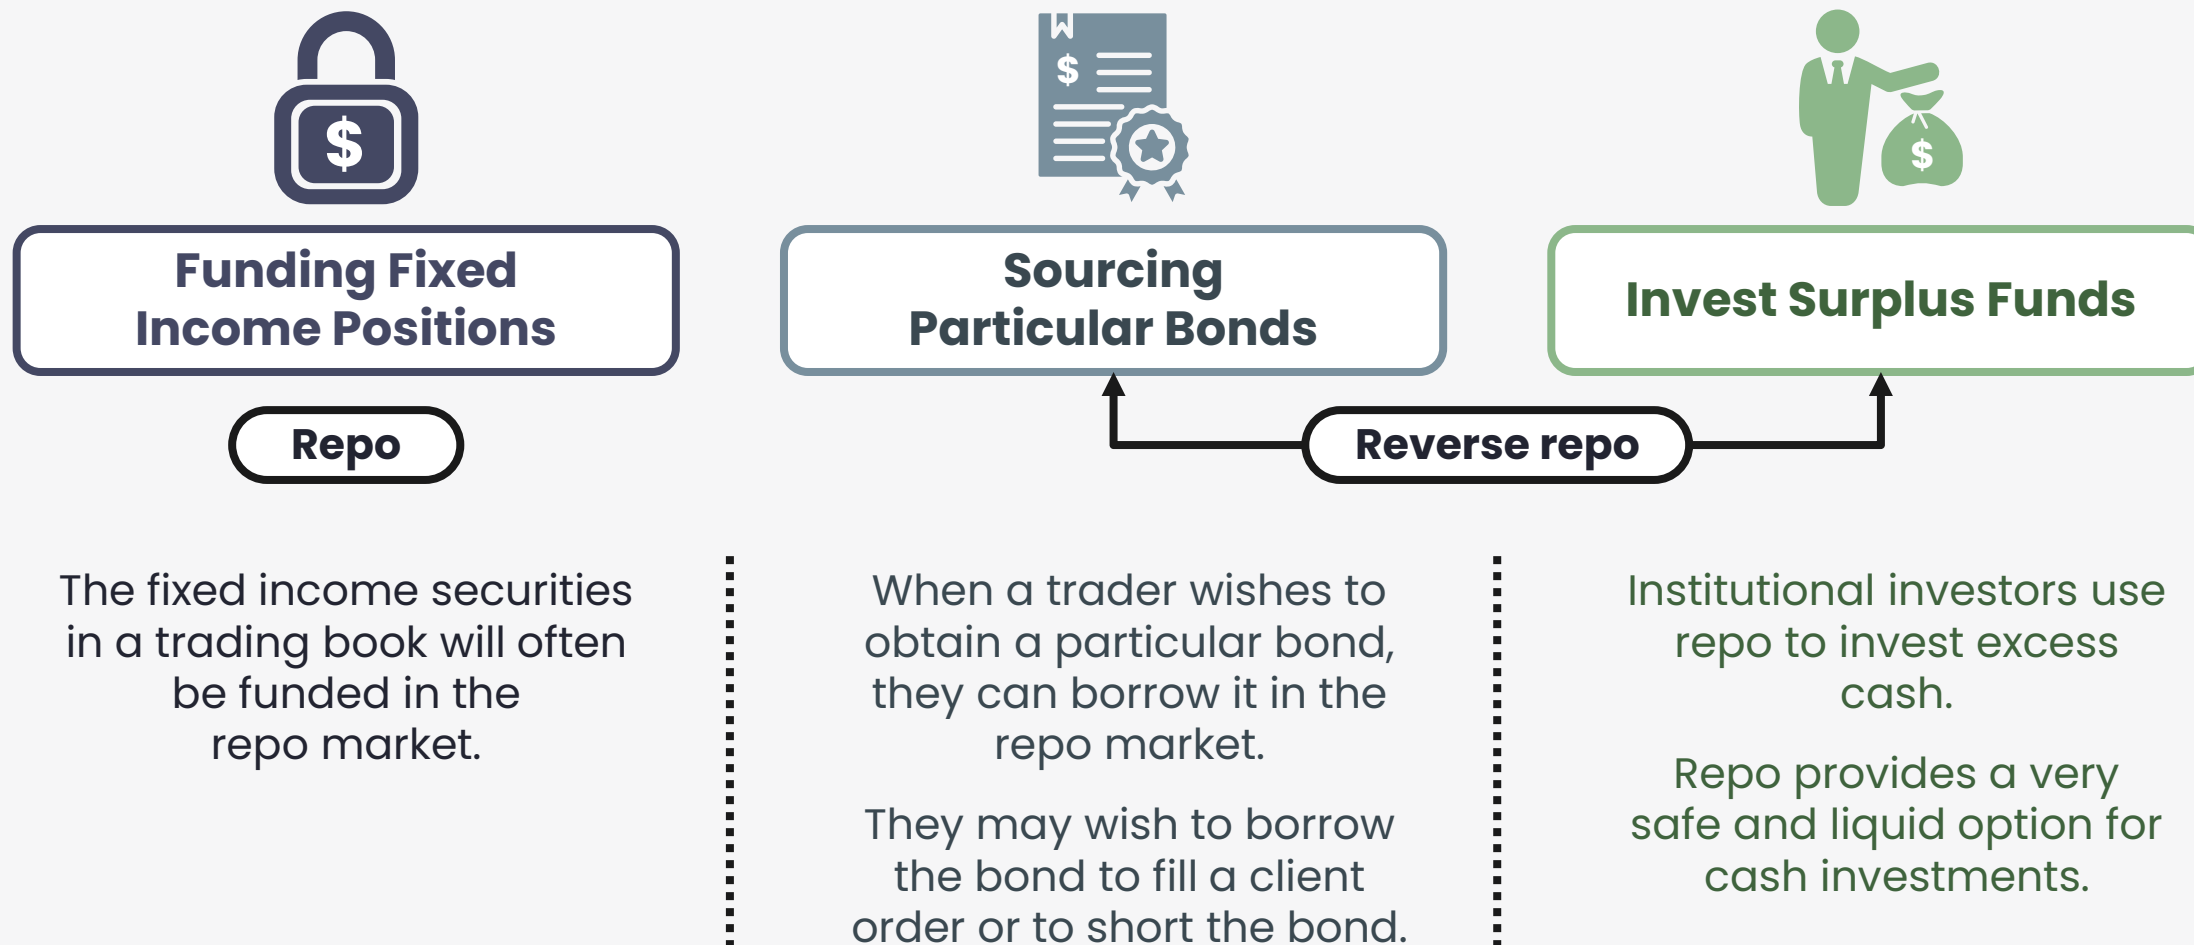 $
$
$
Funding Fixed
Income Positions
Sourcing
Particular Bonds
Invest Surplus Funds
Repo
Reverse repo
The fixed income securities
in a trading book will often
be funded in the
repo market.
When a trader wishes to
obtain a particular bond,
they can borrow it in the
repo market.
They may wish to borrow
the bond to fill a client
order or to short the bond.
Institutional investors use
repo to invest excess
cash.
Repo provides a very
safe and liquid option for
cash investments.